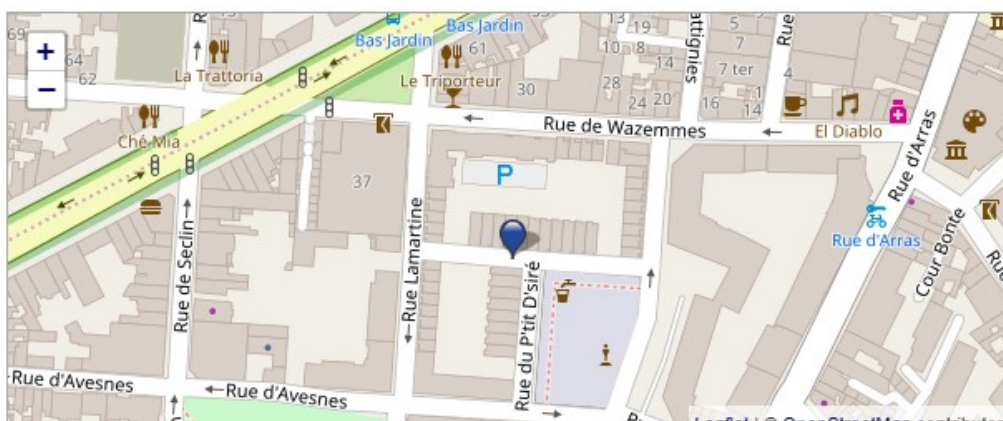 +
−
69
64
62
La Trattoria
Ché Mia
Bas Jardin
Bas Jardin
61
Le Triporteur
30
10
8
28
24
20
19
14
attignies
5
7
7 ter
16
1
14
4
Rue
Rue de Wazemmes
El Diablo
Rue d'Arras
Rue d'Arras
Cour Bonte
P
37
Rue de Seclin
Rue Lamartine
Rue du P'tit D'siré
Rue d'Avesnes
Rue d'Avesnes
Leaflet | © OpenStreetMap contributors